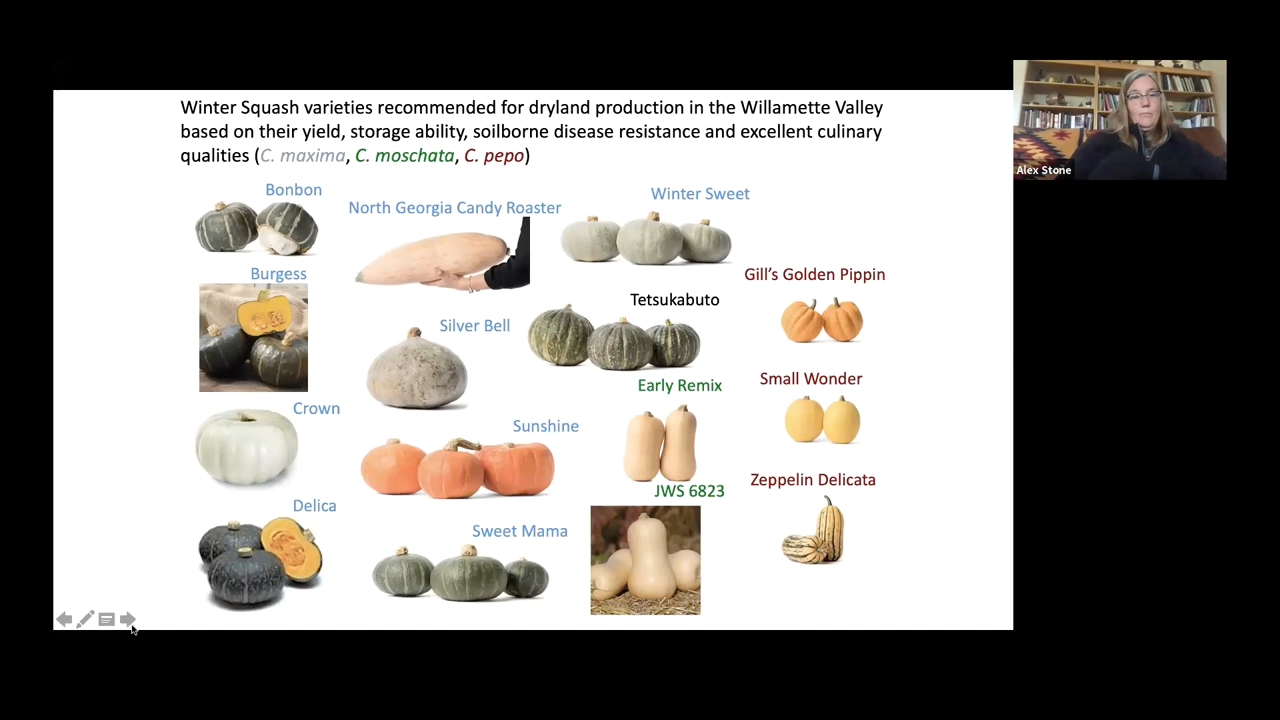 Winter Squash varieties recommended for dryland production in the Willamette Valley
based on their yield, storage ability, soilborne disease resistance and excellent culinary
qualities (C. maxima, C. moschata, C. pepo)
Alex Stone
Bonbon
North Georgia Candy Roaster
Winter Sweet
Burgess
Gill's Golden Pippin
Tetsukabuto
Silver Bell
Early Remix
Small Wonder
Crown
Sunshine
Zeppelin Delicata
JWS 6823
Delica
Sweet Mama